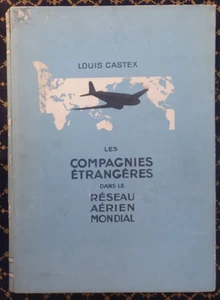 LOUIS CASTEX
LES
COMPAGNIES
ÉTRANGÈRES
DANS LE
RÉSEAU
AÉRIEN
MONDIAL